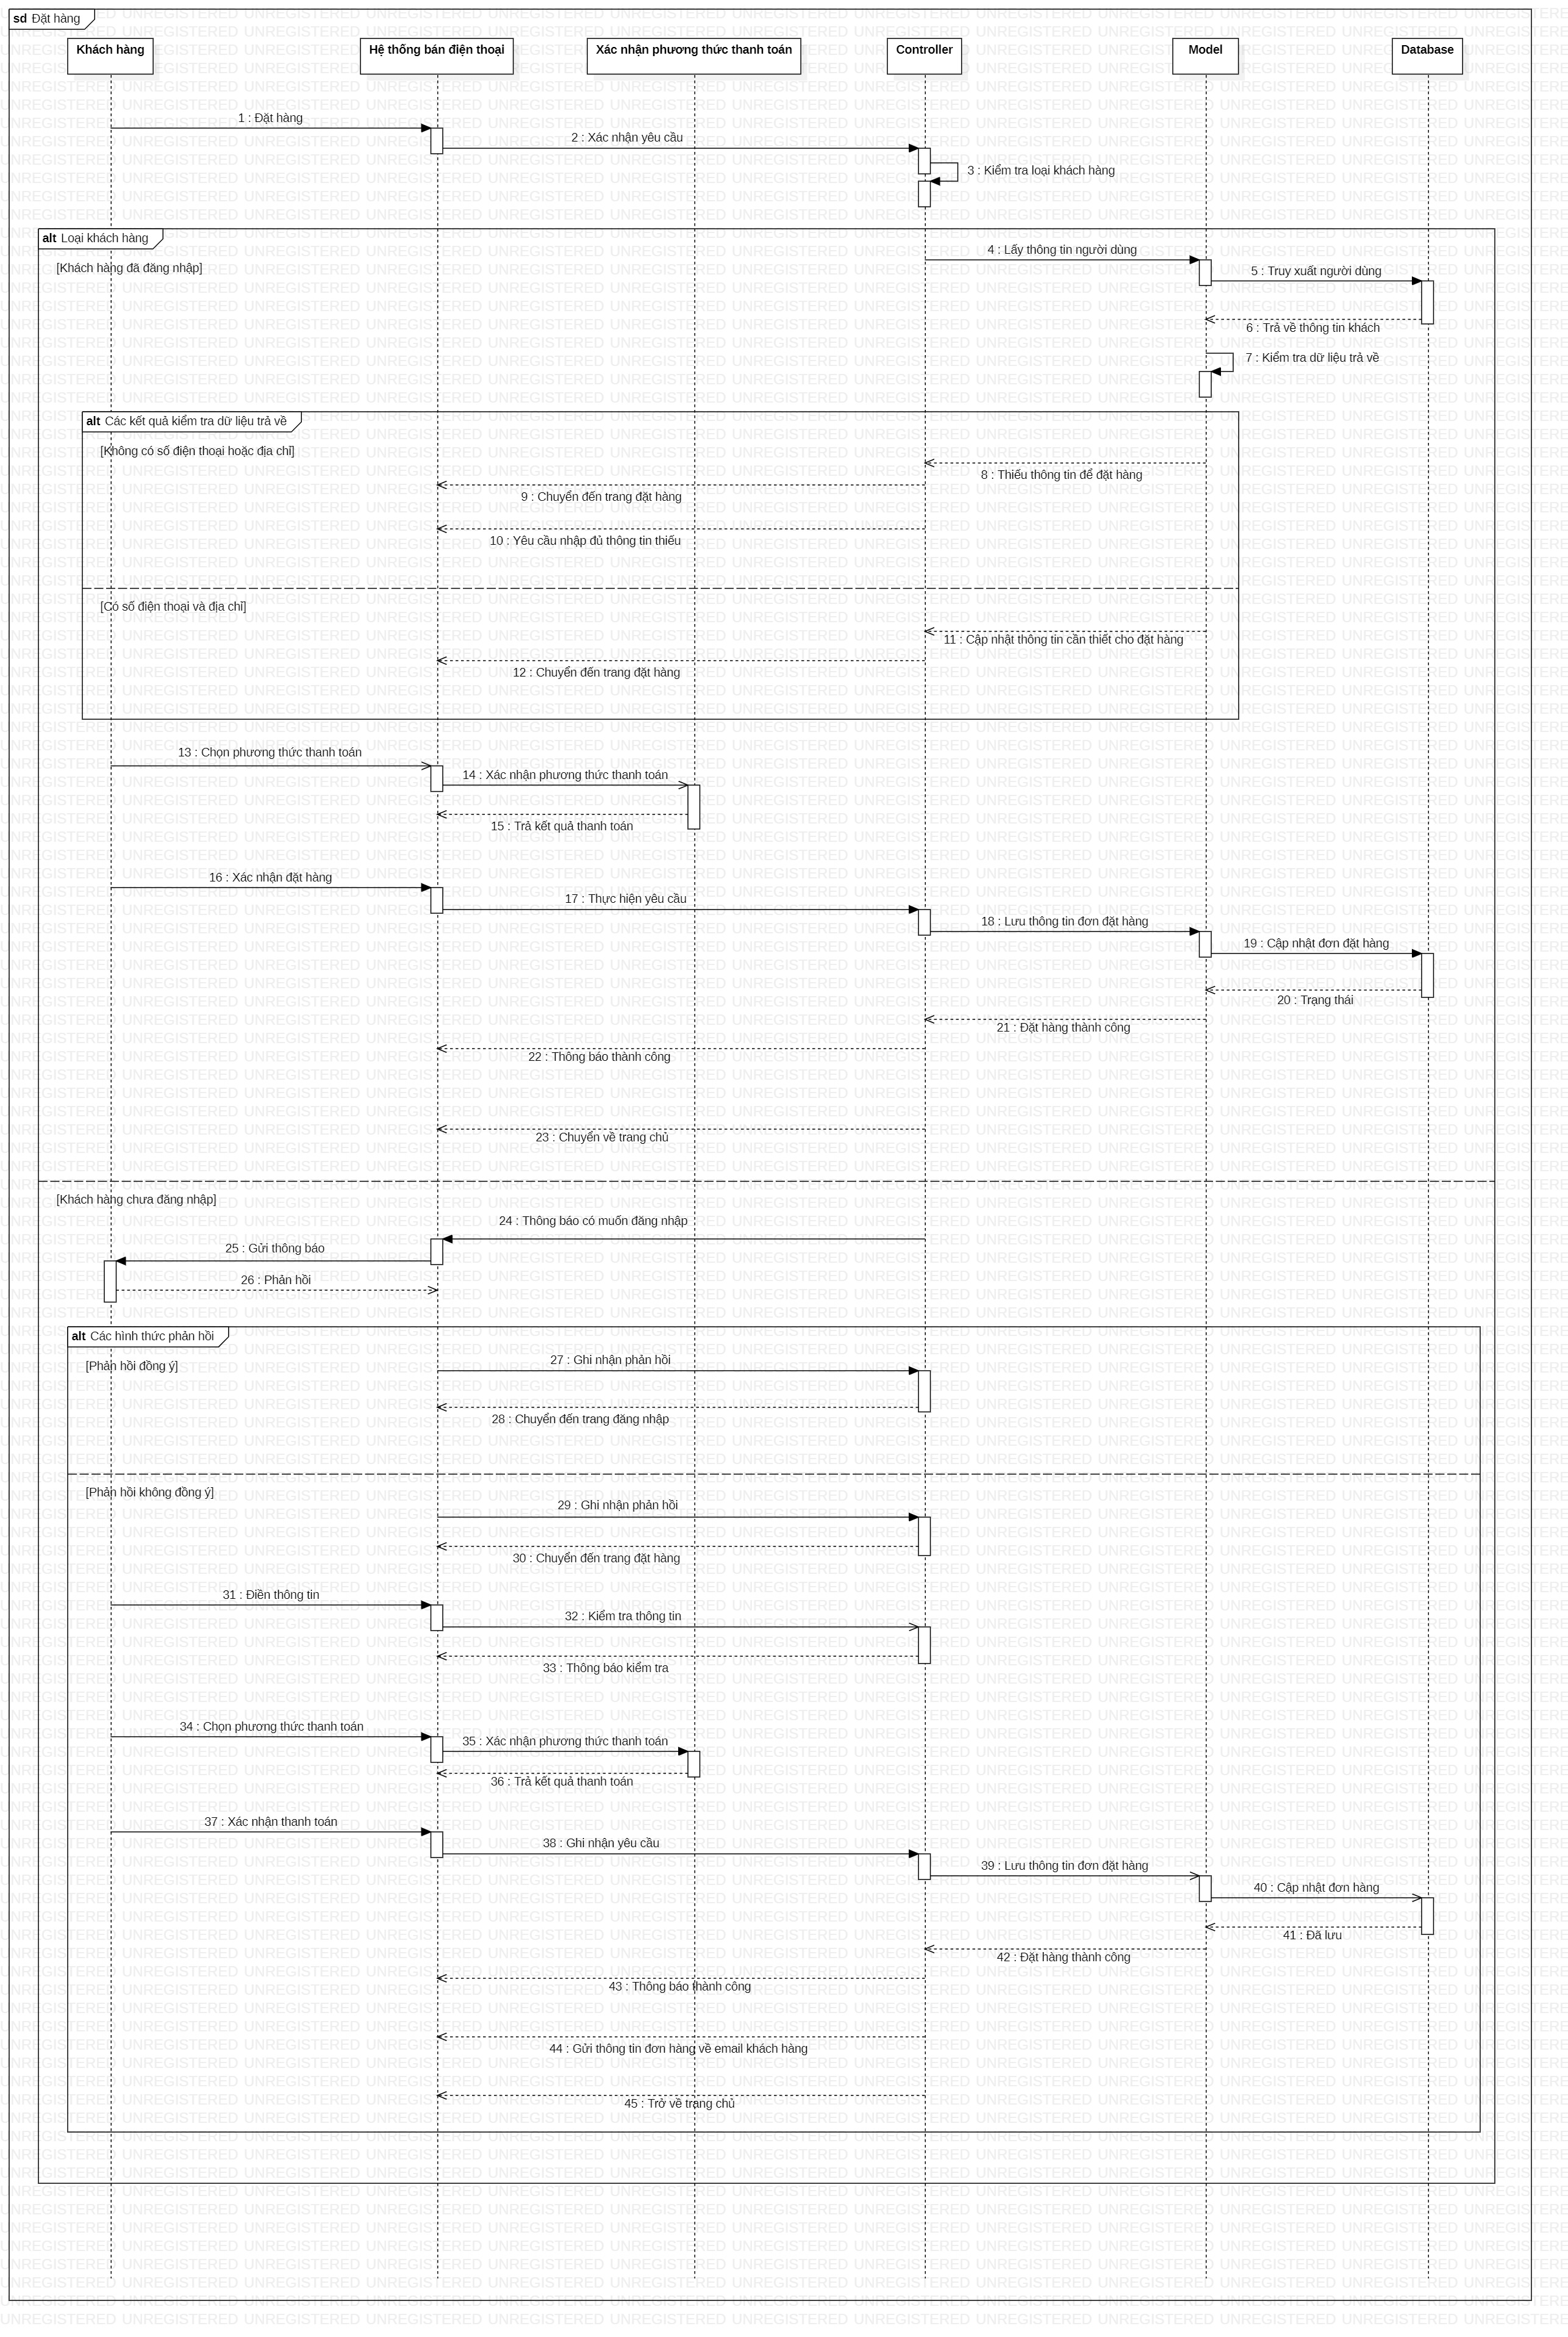 sd Đặt hàng
Khách hàng
Hệ thống bán điện thoại
Xác nhận phương thức thanh toán
Controller
Model
Database
1 : Đặt hàng
2 : Xác nhận yêu cầu
3 : Kiểm tra loại khách hàng
alt Loại khách hàng
[Khách hàng đã đăng nhập]
4 : Lấy thông tin người dùng
5 : Truy xuất người dùng
6 : Trả về thông tin khách
7 : Kiểm tra dữ liệu trả về
alt Các kết quả kiểm tra dữ liệu trả về
[Không có số điện thoại hoặc địa chỉ]
8 : Thiếu thông tin để đặt hàng
9 : Chuyển đến trang đặt hàng
10 : Yêu cầu nhập đủ thông tin thiếu
[Có số điện thoại và địa chỉ]
11 : Cập nhật thông tin cần thiết cho đặt hàng
12 : Chuyển đến trang đặt hàng
13 : Chọn phương thức thanh toán
14 : Xác nhận phương thức thanh toán
15 : Trả kết quả thanh toán
16 : Xác nhận đặt hàng
17 : Thực hiện yêu cầu
18 : Lưu thông tin đơn đặt hàng
19 : Cập nhật đơn đặt hàng
20 : Trạng thái
21 : Đặt hàng thành công
22 : Thông báo thành công
23 : Chuyển về trang chủ
[Khách hàng chưa đăng nhập]
24 : Thông báo có muốn đăng nhập
25 : Gửi thông báo
26 : Phản hồi
alt Các hình thức phản hồi
[Phản hồi đồng ý]
27 : Ghi nhận phản hồi
28 : Chuyển đến trang đăng nhập
[Phản hồi không đồng ý]
29 : Ghi nhận phản hồi
30 : Chuyển đến trang đặt hàng
31 : Điền thông tin
32 : Kiểm tra thông tin
33 : Thông báo kiểm tra
34 : Chọn phương thức thanh toán
35 : Xác nhận phương thức thanh toán
36 : Trả kết quả thanh toán
37 : Xác nhận thanh toán
38 : Ghi nhận yêu cầu
39 : Lưu thông tin đơn đặt hàng
40 : Cập nhật đơn hàng
41 : Đã lưu
42 : Đặt hàng thành công
43 : Thông báo thành công
44 : Gửi thông tin đơn hàng về email khách hàng
45 : Trở về trang chủ
UNREGISTERED